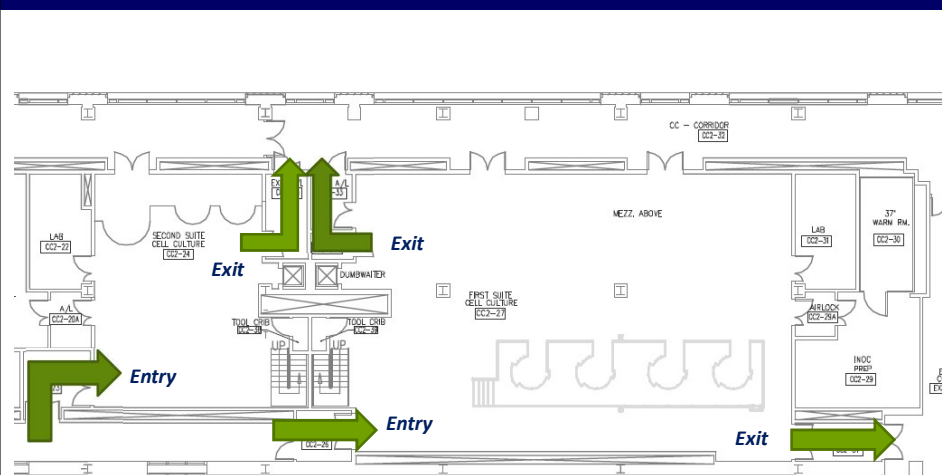 CC – CORRIDOR
CC2-32
A/L
-33
MEZZ. ABOVE
LAB
CC2-22
SECOND SUITE
CELL CULTURE
CC2-24
LAB
CC2-31
37°
WARM RM.
CC2-30
Exit
Exit
DUMBWAITER
A/L
CC2-20A
FIRST SUITE
CELL CULTURE
CC2-27
AIRLOCK
CC2-29A
TOOL CRIB
TOOL CRIB
UP
UP
INOC
PREP
CC2-29
Entry
Entry
Exit
CC2-26